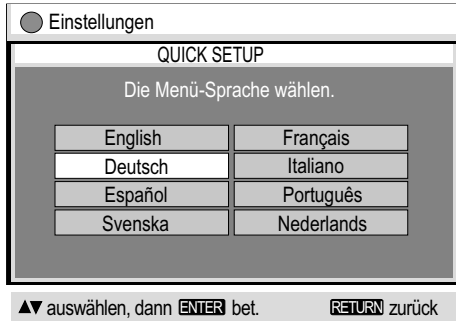 Einstellungen
QUICK SETUP
Die Menü-Sprache wählen.
English Français
Deutsch Italiano
Español Português
Svenska Nederlands
▲▼ auswählen, dann ENTER bet. RETURN zurück